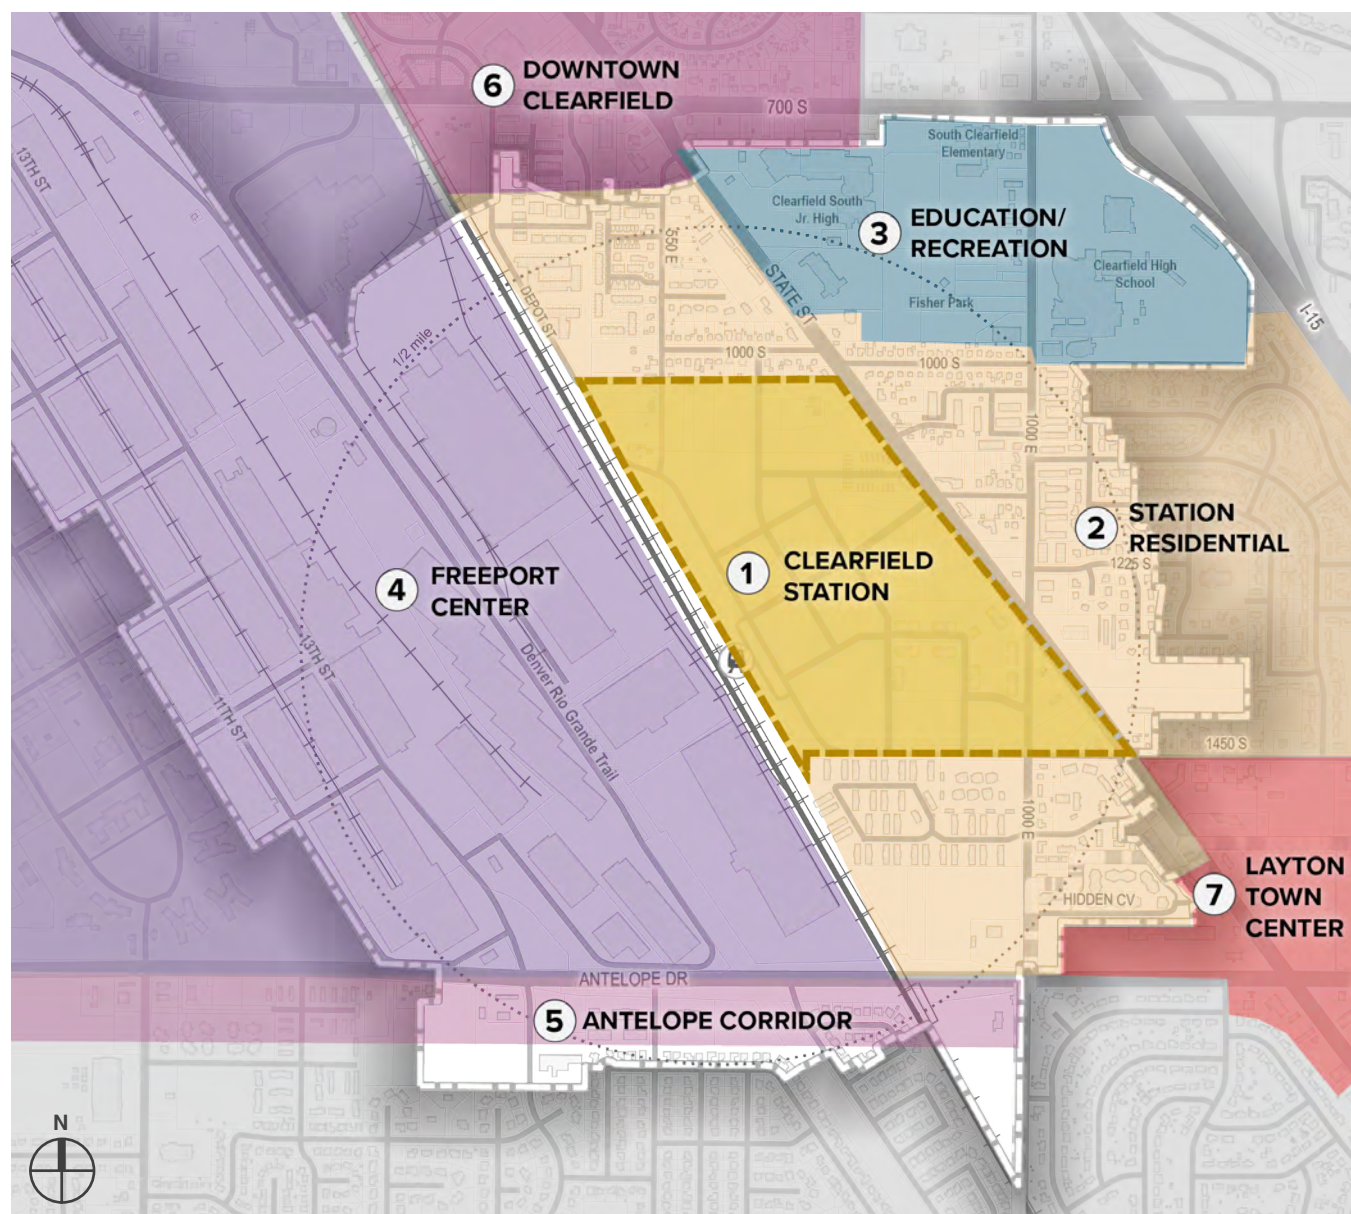 6
DOWNTOWN
CLEARFIELD
700 S
South Clearfield
Elementary
13TH ST
Clearfield South
Jr. High
3
EDUCATION/
RECREATION
550 E
Clearfield High
School
STATE ST
Fisher Park
DEPOT ST
I-15
1/2 mile
1000 S
1000 S
1000 E
2
STATION
RESIDENTIAL
1225 S
1
CLEARFIELD
STATION
4
FREEPORT
CENTER
13TH ST
11TH ST
Denver Rio Grande Trail
1450 S
1000 E
7
LAYTON
TOWN
CENTER
HIDDEN CV
ANTELOPE DR
5
ANTELOPE CORRIDOR
N